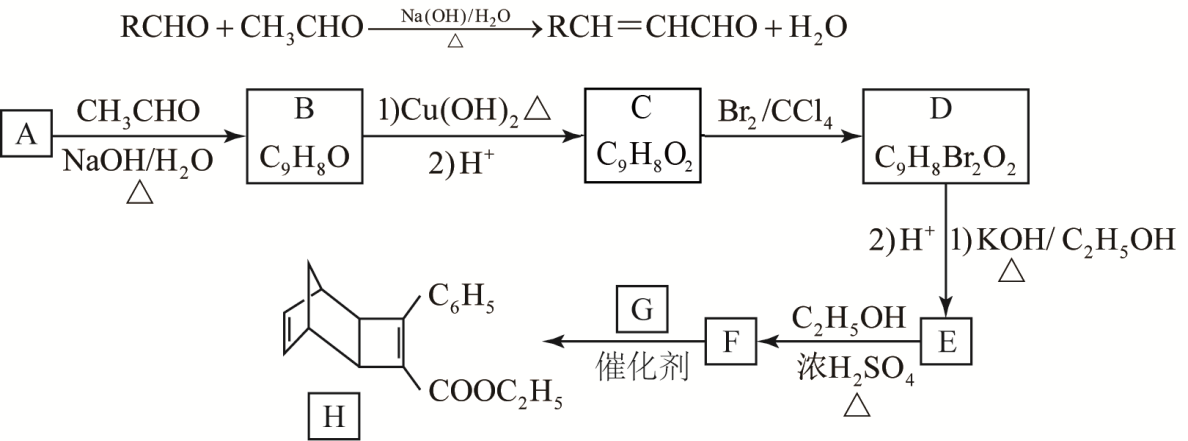 RCHO + CH₃CHO Na(OH)/H₂O △ RCH=CHCHO + H₂O
A CH₃CHO NaOH/H₂O △ B C₉H₈O 1)Cu(OH)₂△ 2)H⁺ C C₉H₈O₂ Br₂/CCl₄ D C₉H₈Br₂O₂
2)H⁺ 1)KOH/C₂H₅OH △
C₆H₅ COOC₂H₅ H G 催化剂 F C₂H₅OH 浓H₂SO₄ △ E